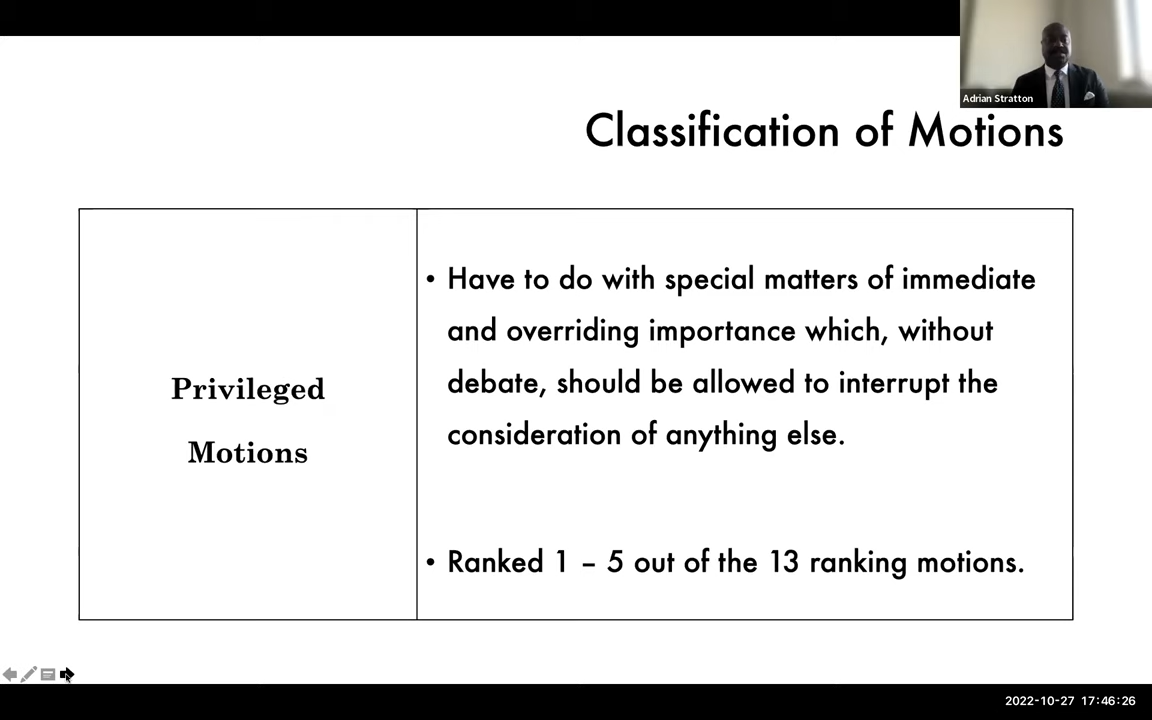 Adrian Stratton
Classification of Motions
Privileged
Motions
• Have to do with special matters of immediate
and overriding importance which, without
debate, should be allowed to interrupt the
consideration of anything else.
• Ranked 1 – 5 out of the 13 ranking motions.
2022-10-27 17:46:26